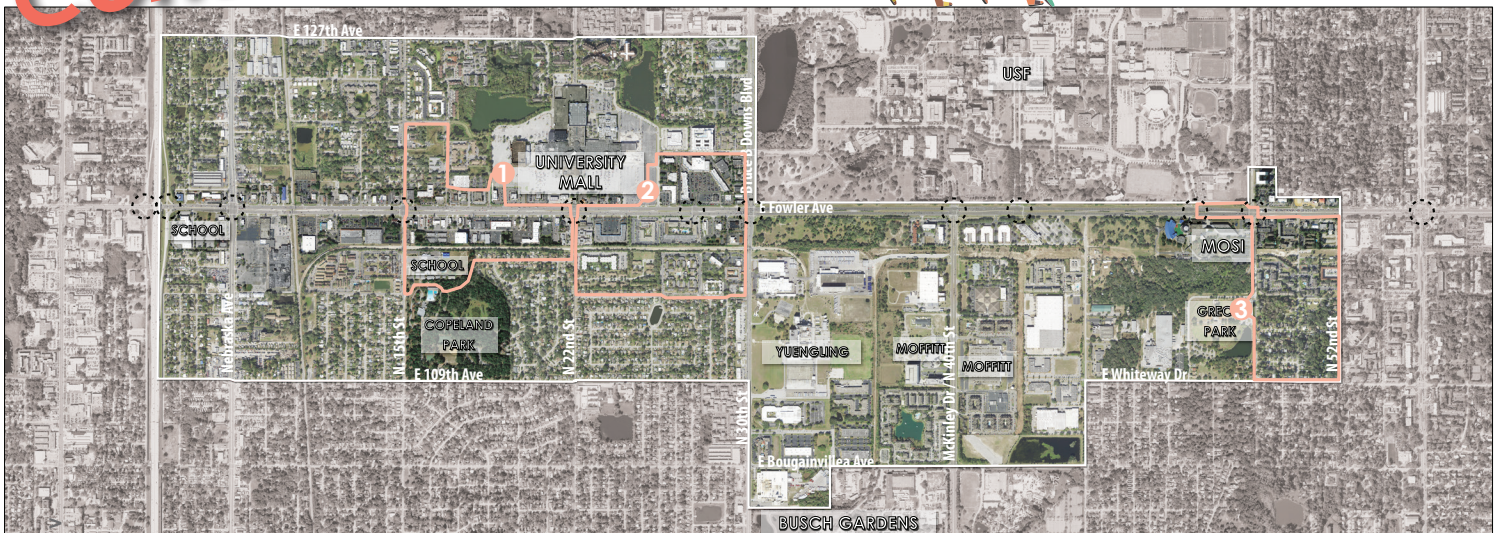 E 127th Ave
USF
Bruce B Downs Blvd
1
UNIVERSITY
MALL
2
E Fowler Ave
SCHOOL
MOSI
SCHOOL
Nebraska Ave
N 15th St
COPELAND
PARK
N 22nd St
E 109th Ave
YUENGLING
MOFFITT
McKinley Dr / N 40th St
MOFFITT
GREC
PARK
3
N 52nd St
E Whiteway Dr
N 30th St
E Bougainvillea Ave
BUSCH GARDENS